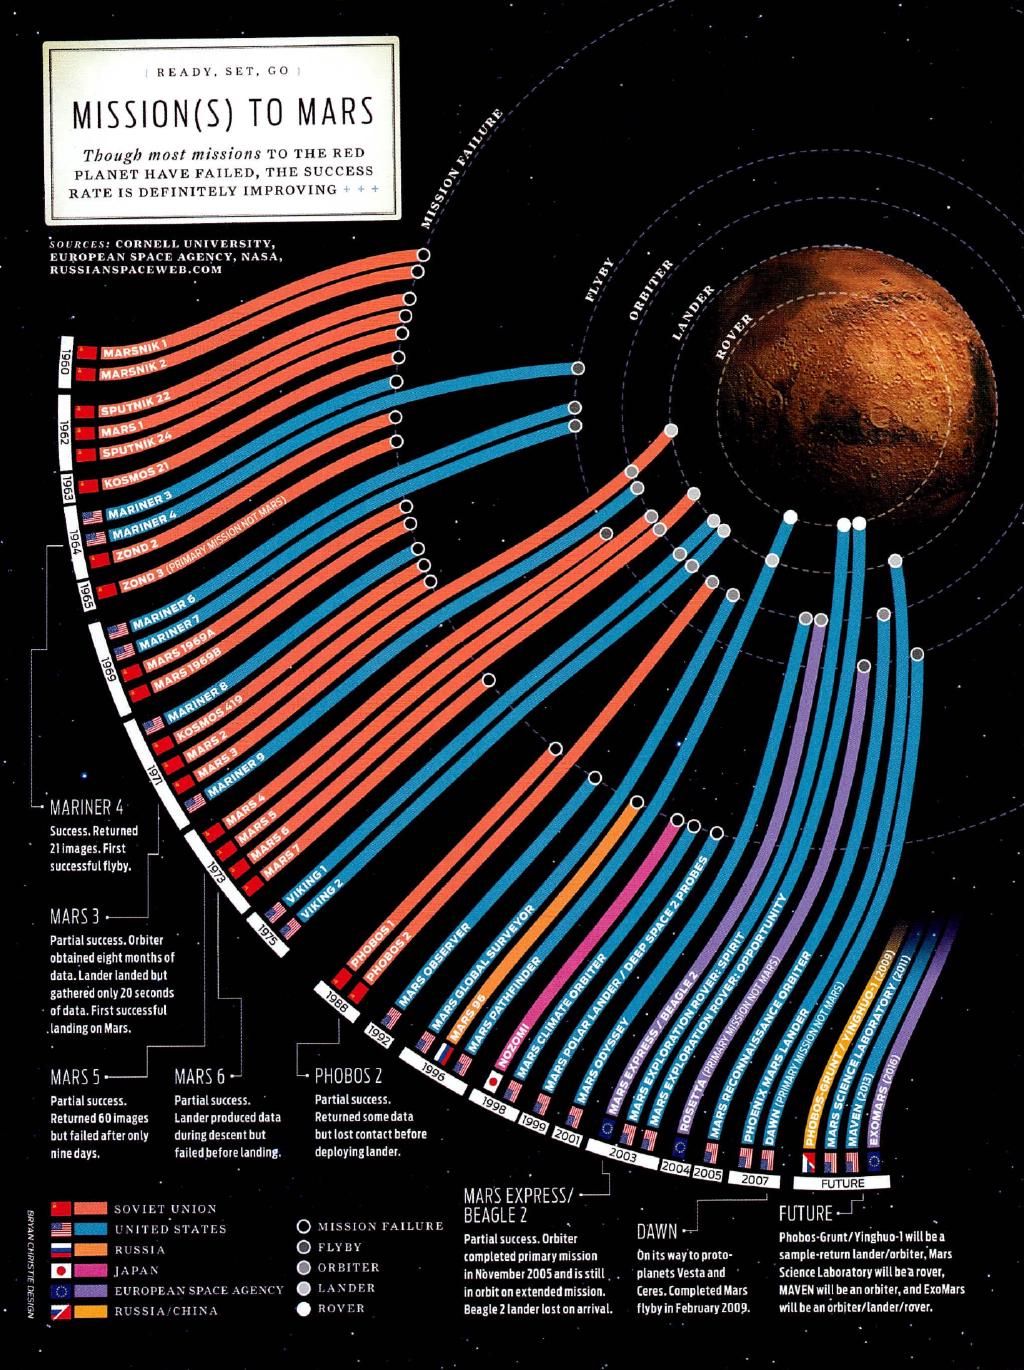 { READY, SET, GO }
MISSION(S) TO MARS
Though most missions TO THE RED
PLANET HAVE FAILED, THE SUCCESS
RATE IS DEFINITELY IMPROVING + + +
SOURCES: CORNELL UNIVERSITY,
EUROPEAN SPACE AGENCY, NASA,
RUSSIANSPACEWEB.COM
MISSION FAILURE
FLYBY
ORBITER
LANDER
ROVER
1960
MARSNIK 1
MARSNIK 2
1962
SPUTNIK 22
MARS 1
SPUTNIK 24
1963
KOSMOS 21
1964
MARINER 3
MARINER 4
ZOND 2
1965
ZOND 3 (PRIMARY MISSION NOT MARS)
1969
MARINER 6
MARINER 7
MARS 1969A
MARS 1969B
1971
MARINER 8
KOSMOS 419
MARS 2
MARS 3
MARINER 9
1973
MARS 4
MARS 5
MARS 6
MARS 7
1975
VIKING 1
VIKING 2
1988
PHOBOS 1
PHOBOS 2
1992
MARS OBSERVER
1996
MARS GLOBAL SURVEYOR
MARS 96
MARS PATHFINDER
1998
NOZOMI
MARS CLIMATE ORBITER
1999
MARS POLAR LANDER / DEEP SPACE 2 PROBES
2001
MARS ODYSSEY
2003
MARS EXPRESS / BEAGLE 2
MARS EXPLORATION ROVER: SPIRIT
MARS EXPLORATION ROVER: OPPORTUNITY
2004
ROSETTA (PRIMARY MISSION NOT MARS)
2005
MARS RECONNAISSANCE ORBITER
2007
PHOENIX MARS LANDER
DAWN (PRIMARY MISSION NOT MARS)
FUTURE
PHOBOS-GRUNT / YINGHUO-1 (2009)
MARS SCIENCE LABORATORY (2011)
MAVEN (2013)
EXOMARS (2016)
MARINER 4
Success. Returned
21 images. First
successful flyby.
MARS 3
Partial success. Orbiter
obtained eight months of
data. Lander landed but
gathered only 20 seconds
of data. First successful
landing on Mars.
MARS 5
Partial success.
Returned 60 images
but failed after only
nine days.
MARS 6
Partial success.
Lander produced data
during descent but
failed before landing.
PHOBOS 2
Partial success.
Returned some data
but lost contact before
deploying lander.
MARS EXPRESS/
BEAGLE 2
Partial success. Orbiter
completed primary mission
in November 2005 and is still
in orbit on extended mission.
Beagle 2 lander lost on arrival.
DAWN
On its way to proto-
planets Vesta and
Ceres. Completed Mars
flyby in February 2009.
FUTURE
Phobos-Grunt/Yinghuo-1 will be a
sample-return lander/orbiter, Mars
Science Laboratory will be a rover,
MAVEN will be an orbiter, and ExoMars
will be an orbiter/lander/rover.
SOVIET UNION
UNITED STATES
RUSSIA
JAPAN
EUROPEAN SPACE AGENCY
RUSSIA/CHINA
MISSION FAILURE
FLYBY
ORBITER
LANDER
ROVER
BRYAN CHRISTIE DESIGN